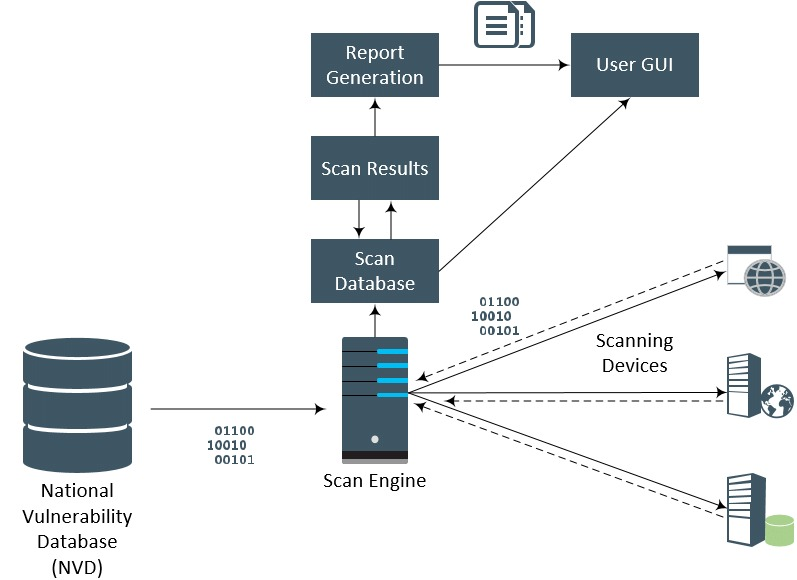 Report
Generation
User GUI
Scan Results
Scan
Database
01100
10010
00101
Scanning
Devices
01100
10010
00101
Scan Engine
National
Vulnerability
Database
(NVD)